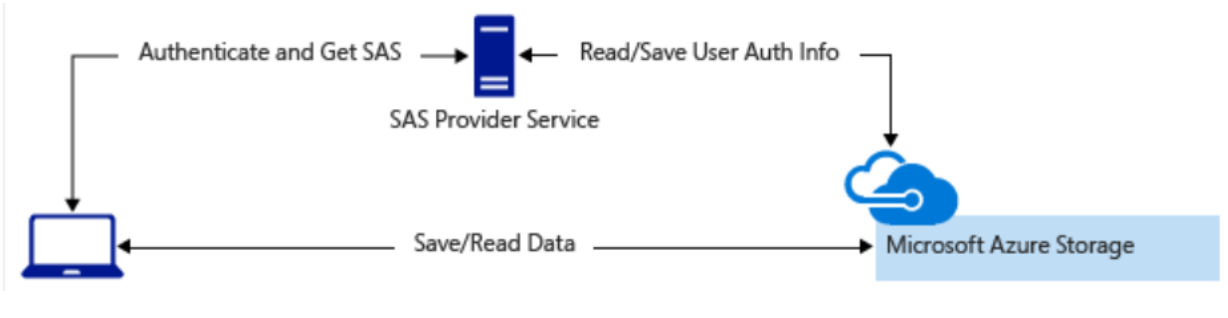 Authenticate and Get SAS
Read/Save User Auth Info
SAS Provider Service
Save/Read Data
Microsoft Azure Storage